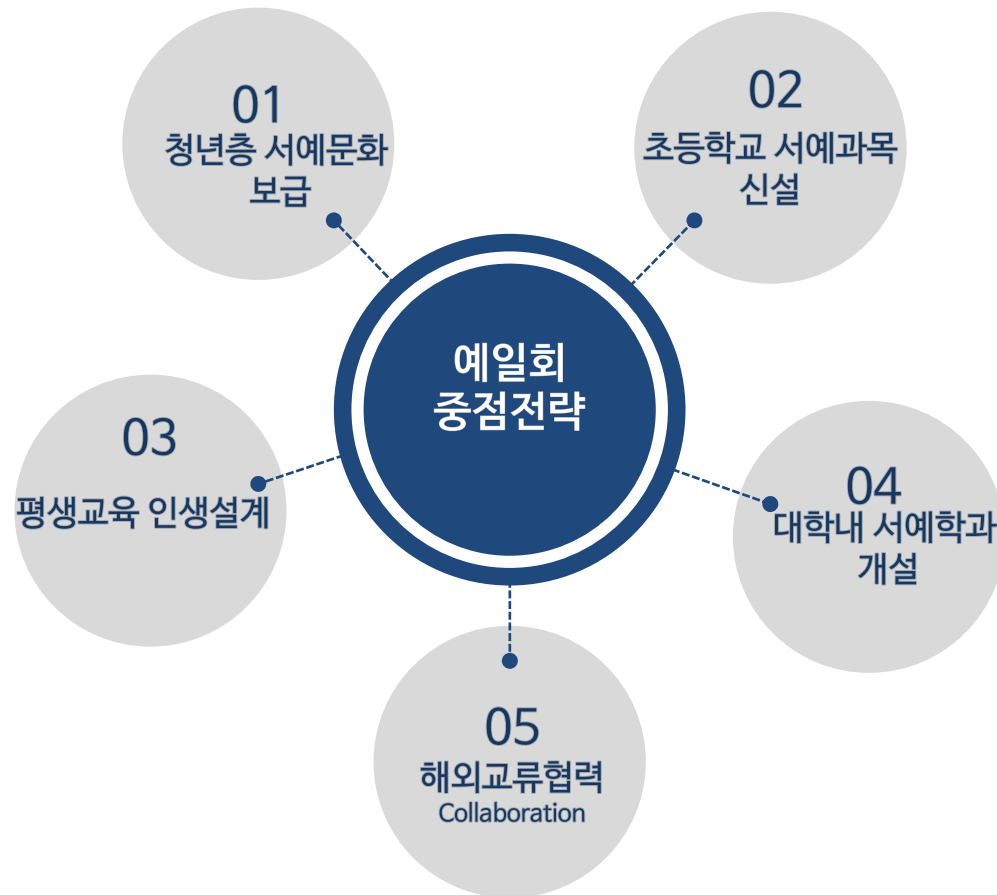 01
청년층 서예문화
보급
02
초등학교 서예과목
신설
예일회
중점전략
03
평생교육 인생설계
04
대학내 서예학과
개설
05
해외교류협력
Collaboration